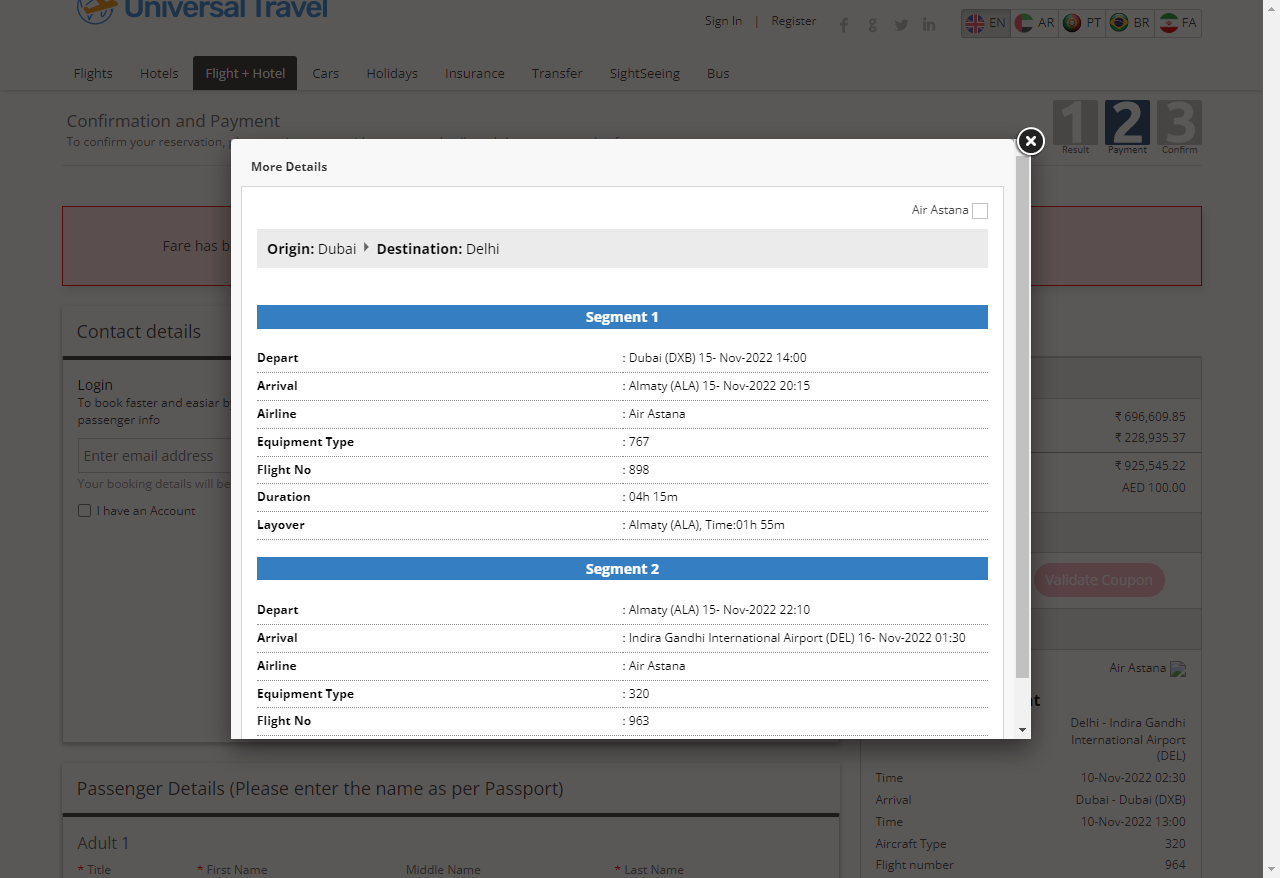 Universal Travel
Sign In | Register
EN AR PT BR FA
Flights Hotels Flight + Hotel Cars Holidays Insurance Transfer SightSeeing Bus
Confirmation and Payment
To confirm your reservation,
1 2 3
Result Payment Confirm
More Details
Air Astana
Origin: Dubai Destination: Delhi
Fare has b
Segment 1
Depart : Dubai (DXB) 15- Nov-2022 14:00
Arrival : Almaty (ALA) 15- Nov-2022 20:15
Airline : Air Astana
Equipment Type : 767
Flight No : 898
Duration : 04h 15m
Layover : Almaty (ALA), Time:01h 55m
Segment 2
Depart : Almaty (ALA) 15- Nov-2022 22:10
Arrival : Indira Gandhi International Airport (DEL) 16- Nov-2022 01:30
Airline : Air Astana
Equipment Type : 320
Flight No : 963
Contact details
Login
To book faster and easiar b
passenger info
Enter email address
Your booking details will be
I have an Account
₹ 696,609.85
₹ 228,935.37
₹ 925,545.22
AED 100.00
Validate Coupon
Air Astana
Delhi - Indira Gandhi
International Airport
(DEL)
Time 10-Nov-2022 02:30
Arrival Dubai - Dubai (DXB)
Time 10-Nov-2022 13:00
Aircraft Type 320
Flight number 964
Passenger Details (Please enter the name as per Passport)
Adult 1
* Title * First Name Middle Name * Last Name